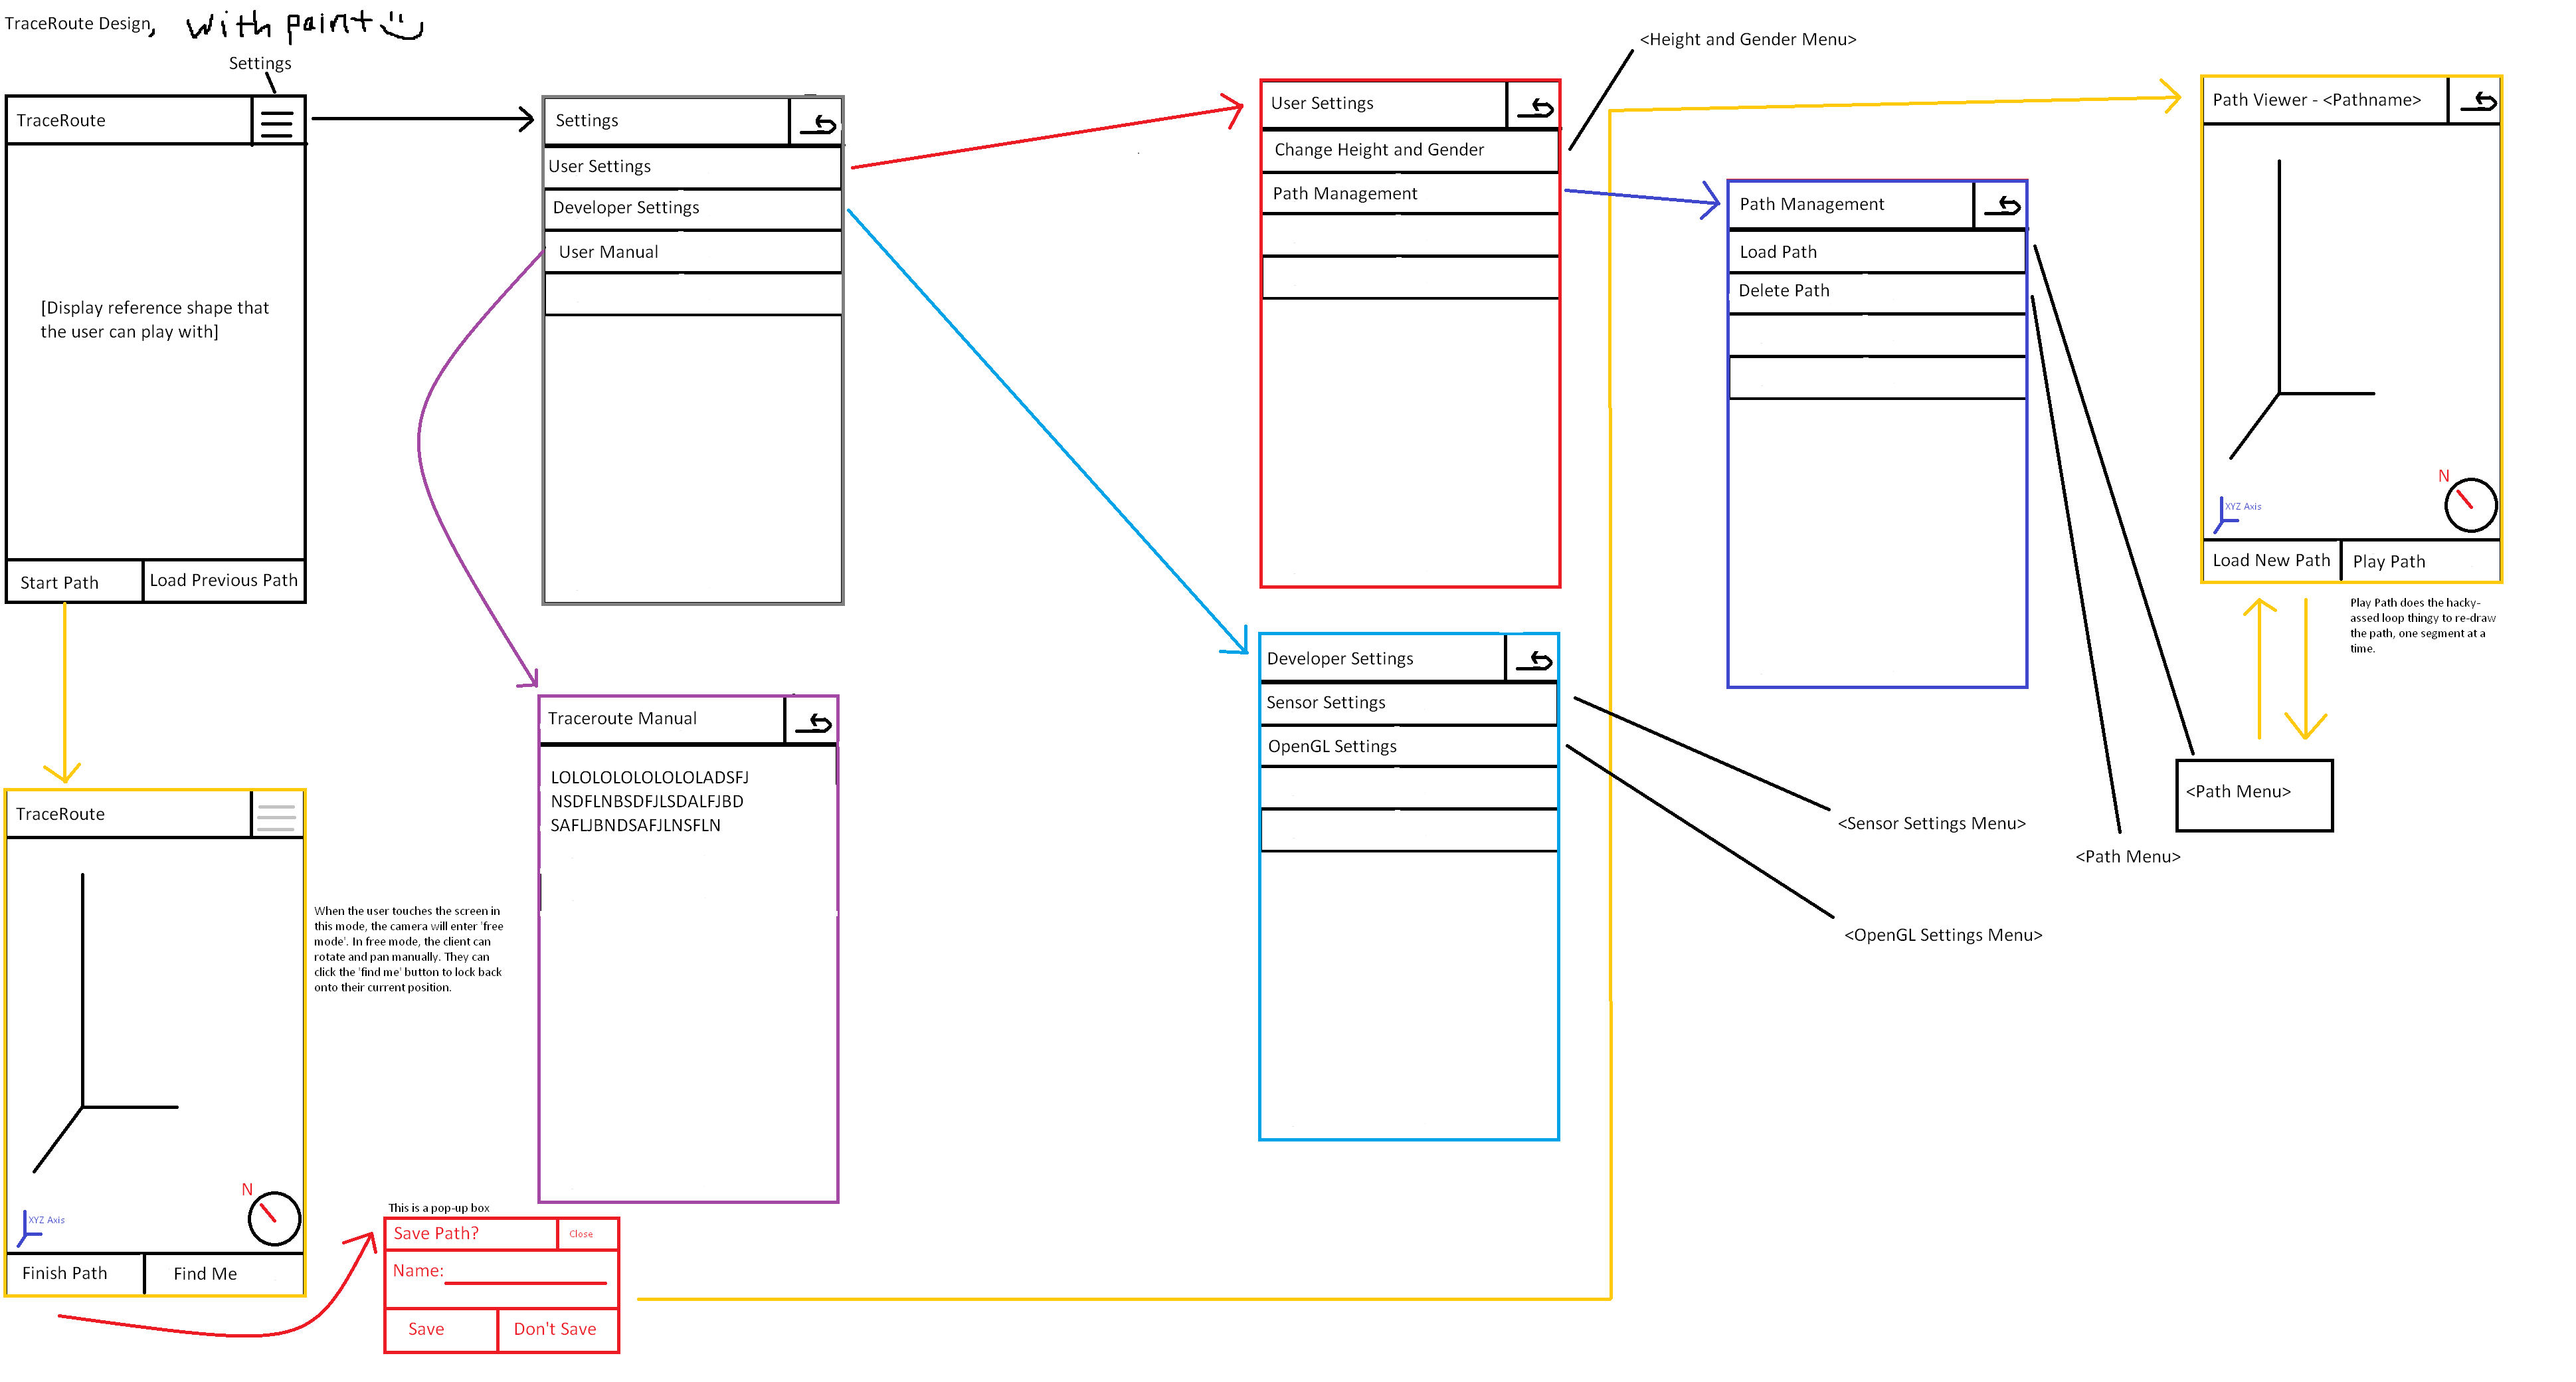 TraceRoute Design, with paint
Settings
TraceRoute
[Display reference shape that
the user can play with]
Start Path
Load Previous Path
Settings
User Settings
Developer Settings
User Manual
User Settings
Change Height and Gender
Path Management
<Height and Gender Menu>
Path Management
Load Path
Delete Path
Path Viewer - <Pathname>
N
XYZ Axis
Load New Path
Play Path
Play Path does the hacky-
assed loop thingy to re-draw
the path, one segment at a
time.
<Path Menu>
<Path Menu>
Developer Settings
Sensor Settings
OpenGL Settings
<Sensor Settings Menu>
<OpenGL Settings Menu>
Traceroute Manual
LOLOLOLOLOLOLOLADSFJ
NSDFLNBSDFJLSDALFJBD
SAFLJBNDSAFJLNSFLN
TraceRoute
When the user touches the screen in
this mode, the camera will enter 'free
mode'. In free mode, the client can
rotate and pan manually. They can
click the 'find me' button to lock back
onto their current position.
N
XYZ Axis
Finish Path
Find Me
This is a pop-up box
Save Path?
Close
Name:
Save
Don't Save